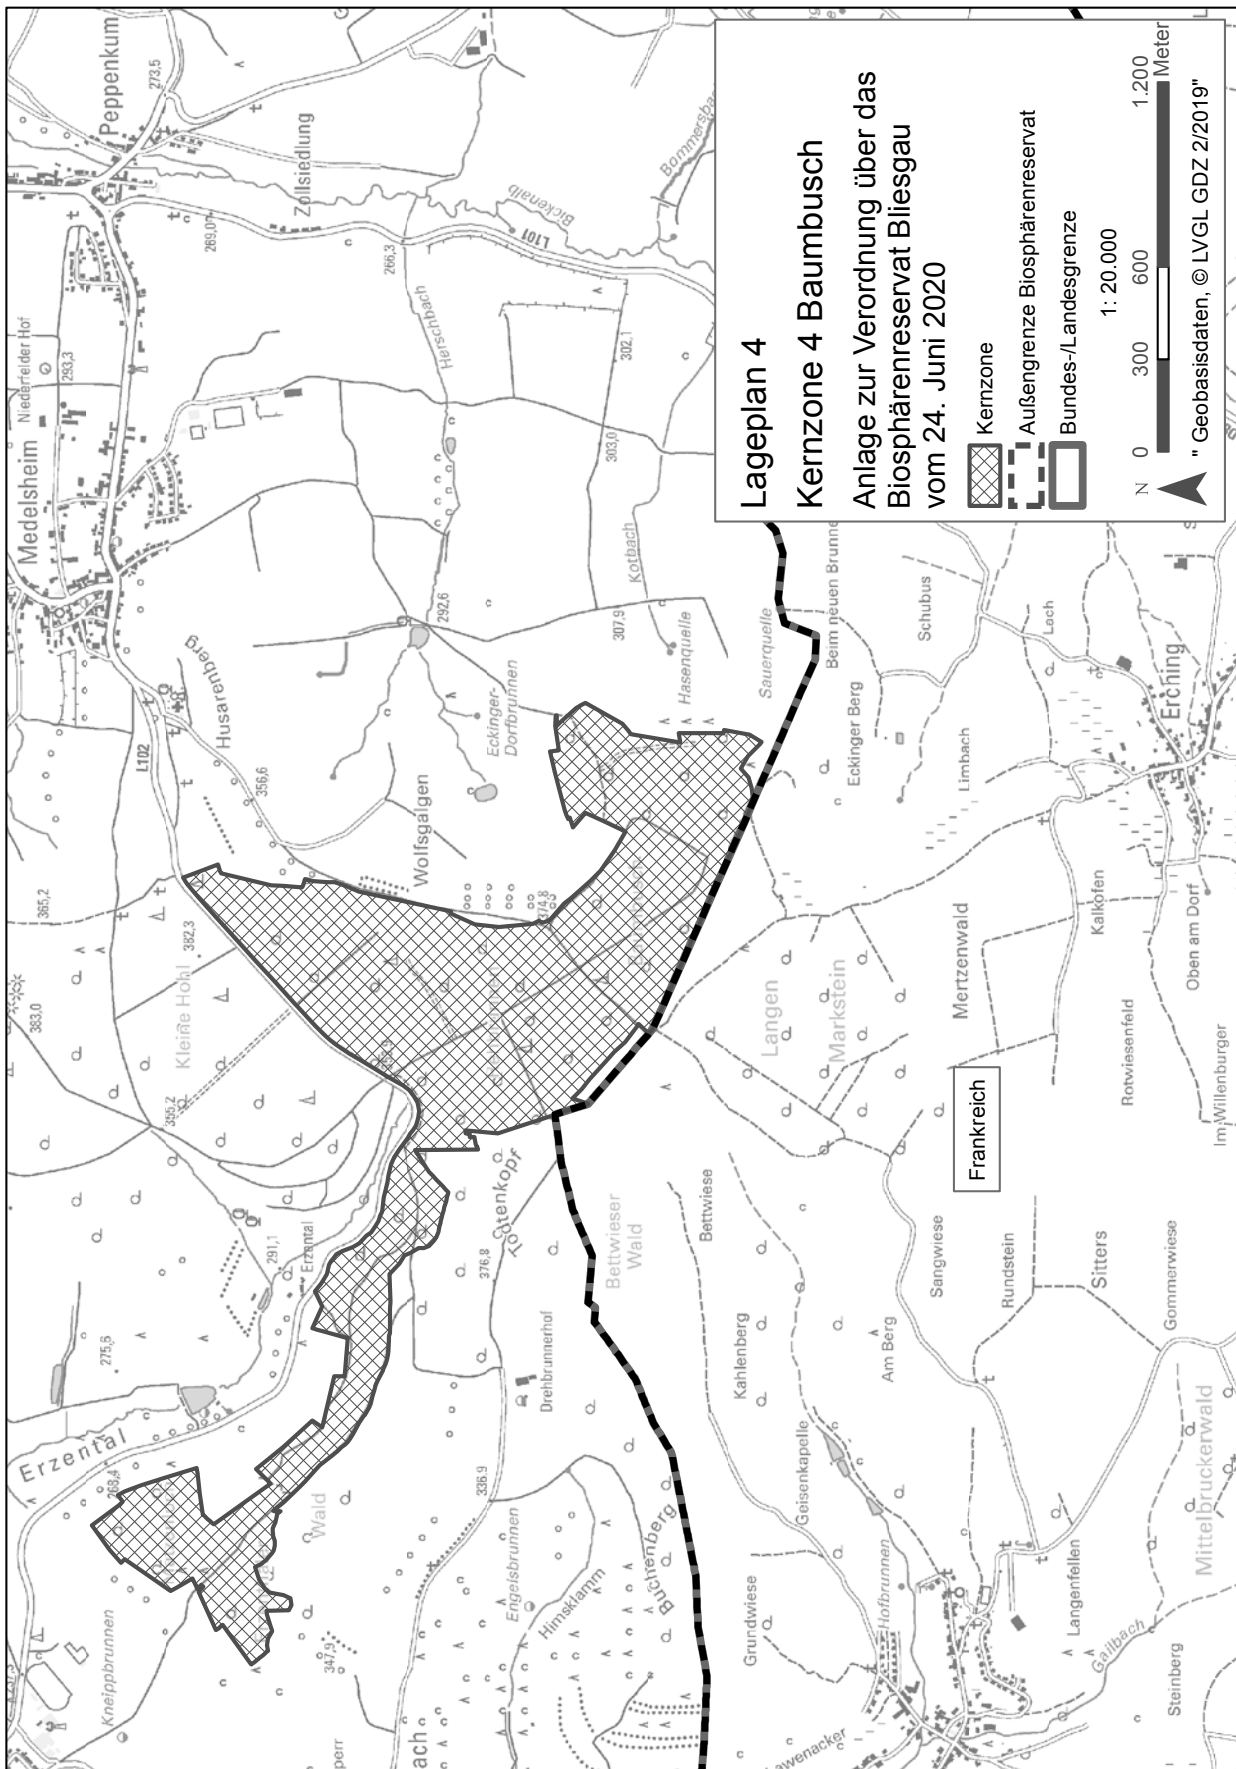 Lageplan 4
Kernzone 4 Baumbusch
Anlage zur Verordnung über das
Biosphärenreservat Bliesgau
vom 24. Juni 2020
Kernzone
Außengrenze Biosphärenreservat
Bundes-/Landesgrenze
1: 20.000
0 300 600 1.200
Meter
N
" Geobasisdaten, © LVGL GDZ 2/2019"
Frankreich
Peppenkum
273,5
Zollsiedlung
269,0
266,3
L101
Bickenalb
Medelsheim
Niederfelder Hof
293,3
Herschbach
302,1
303,0
Kotbach
307,9
292,6
Hasenquelle
Sauerquelle
Husarenberg
L102
356,6
Eckinger-
Dorfbrunnen
Wolfsgalgen
374,8
365,2
382,3
383,0
Kleine Hohl
355,2
291,1
Erzental
275,6
Erzental
268,4
Totenkopf
376,8
Drehbrunnerhof
336.9
Wald
Engelsbrunnen
Himsklamm
Buchenberg
347,9
Kneippbrunnen
Bettwieser
Wald
Bettwiese
Kahlenberg
Geisenkapelle
Grundwiese
Hofbrunnen
Am Berg
Sangwiese
Rundstein
Sitters
Gommerwiese
Mittelbruckerwald
Langenfellen
Gailbach
Steinberg
Langen
Markstein
Mertzenwald
Kalkofen
Rotwiesenfeld
Im Willenburger
Oben am Dorf
Erching
Limbach
Eckinger Berg
Beim neuen Brunne
Schubus
Lach